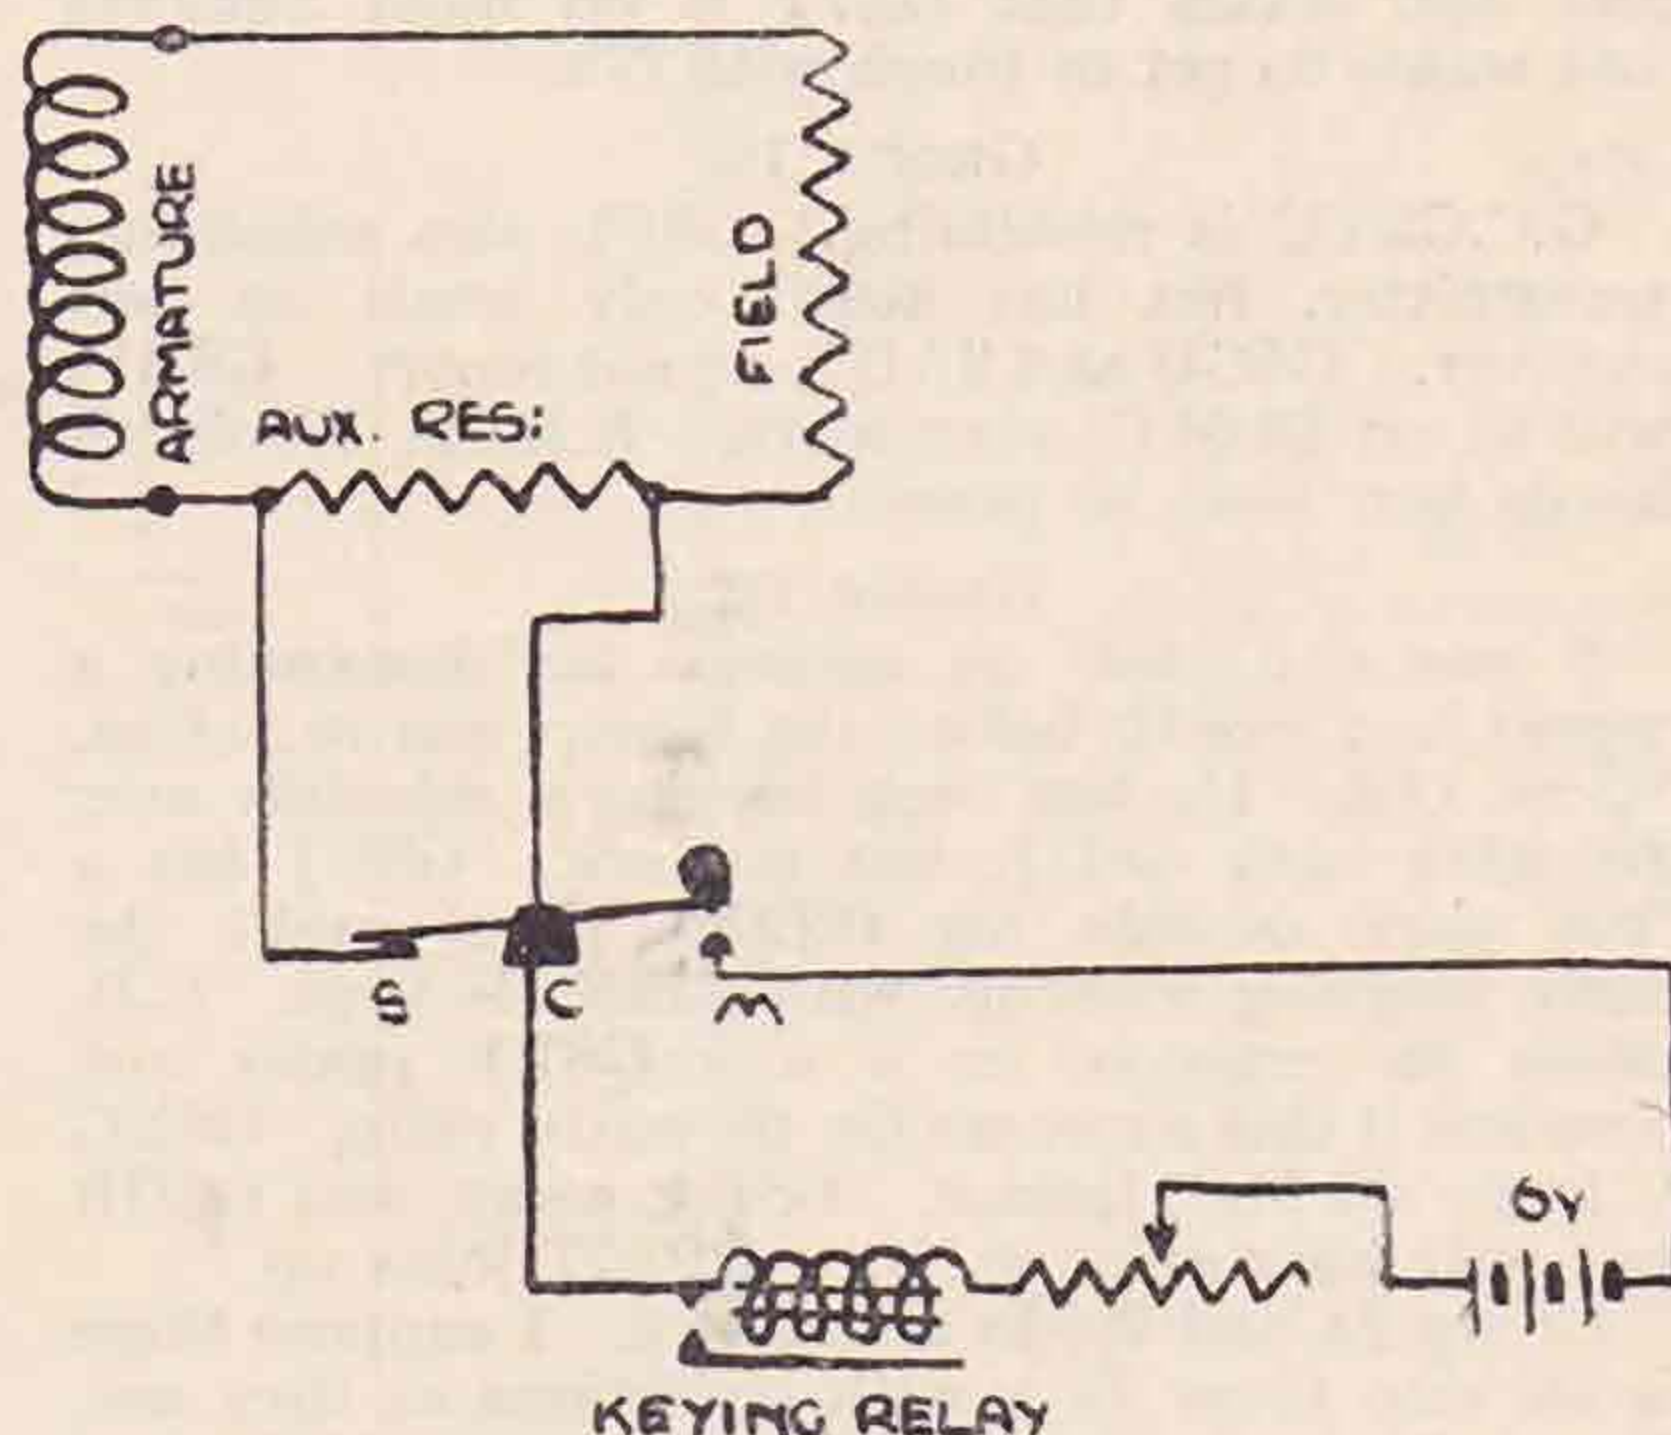 ARMATURE
FIELD
AUX. RES:
S C M
6V
KEYING RELAY